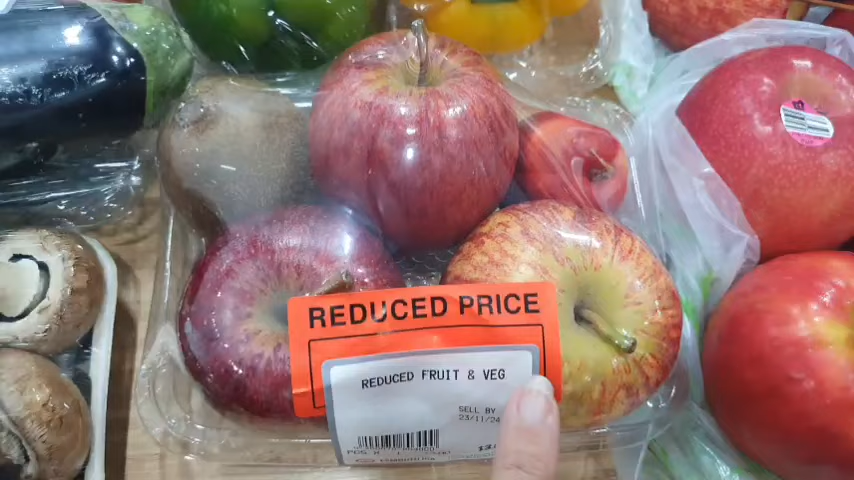 REDUCED PRICE
REDUCED FRUIT & VEG
SELL BY
23/11/24